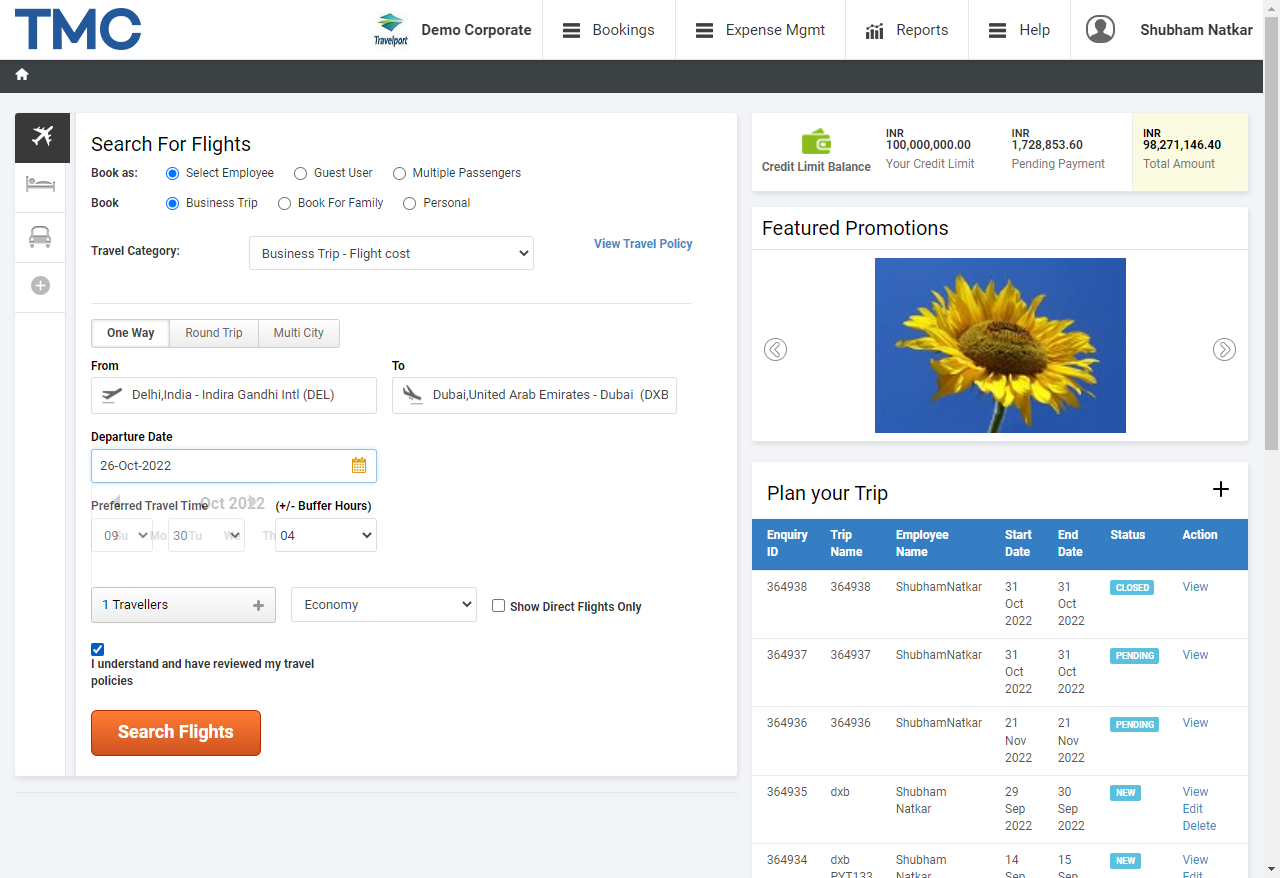 TMC
Travelport
Demo Corporate
Bookings
Expense Mgmt
Reports
Help
Shubham Natkar
Search For Flights
Book as:
Select Employee
Guest User
Multiple Passengers
Book
Business Trip
Book For Family
Personal
Travel Category:
Business Trip - Flight cost
View Travel Policy
One Way
Round Trip
Multi City
From
To
Delhi,India - Indira Gandhi Intl (DEL)
Dubai,United Arab Emirates - Dubai (DXB
Departure Date
26-Oct-2022
Oct 2022
Preferred Travel Time
(+/- Buffer Hours)
Su Mo Tu We Th
09
30
04
1 Travellers
Economy
Show Direct Flights Only
I understand and have reviewed my travel
policies
Search Flights
Credit Limit Balance
INR
100,000,000.00
Your Credit Limit
INR
1,728,853.60
Pending Payment
INR
98,271,146.40
Total Amount
Featured Promotions
Plan your Trip
Enquiry ID Trip Name Employee Name Start Date End Date Status Action
364938 364938 ShubhamNatkar 31 Oct 2022 31 Oct 2022 CLOSED View
364937 364937 ShubhamNatkar 31 Oct 2022 31 Oct 2022 PENDING View
364936 364936 ShubhamNatkar 21 Nov 2022 21 Nov 2022 PENDING View
364935 dxb Shubham Natkar 29 Sep 2022 30 Sep 2022 NEW View Edit Delete
364934 dxb PYT133 Shubham Natkar 14 Sep 15 Sep NEW View Edit